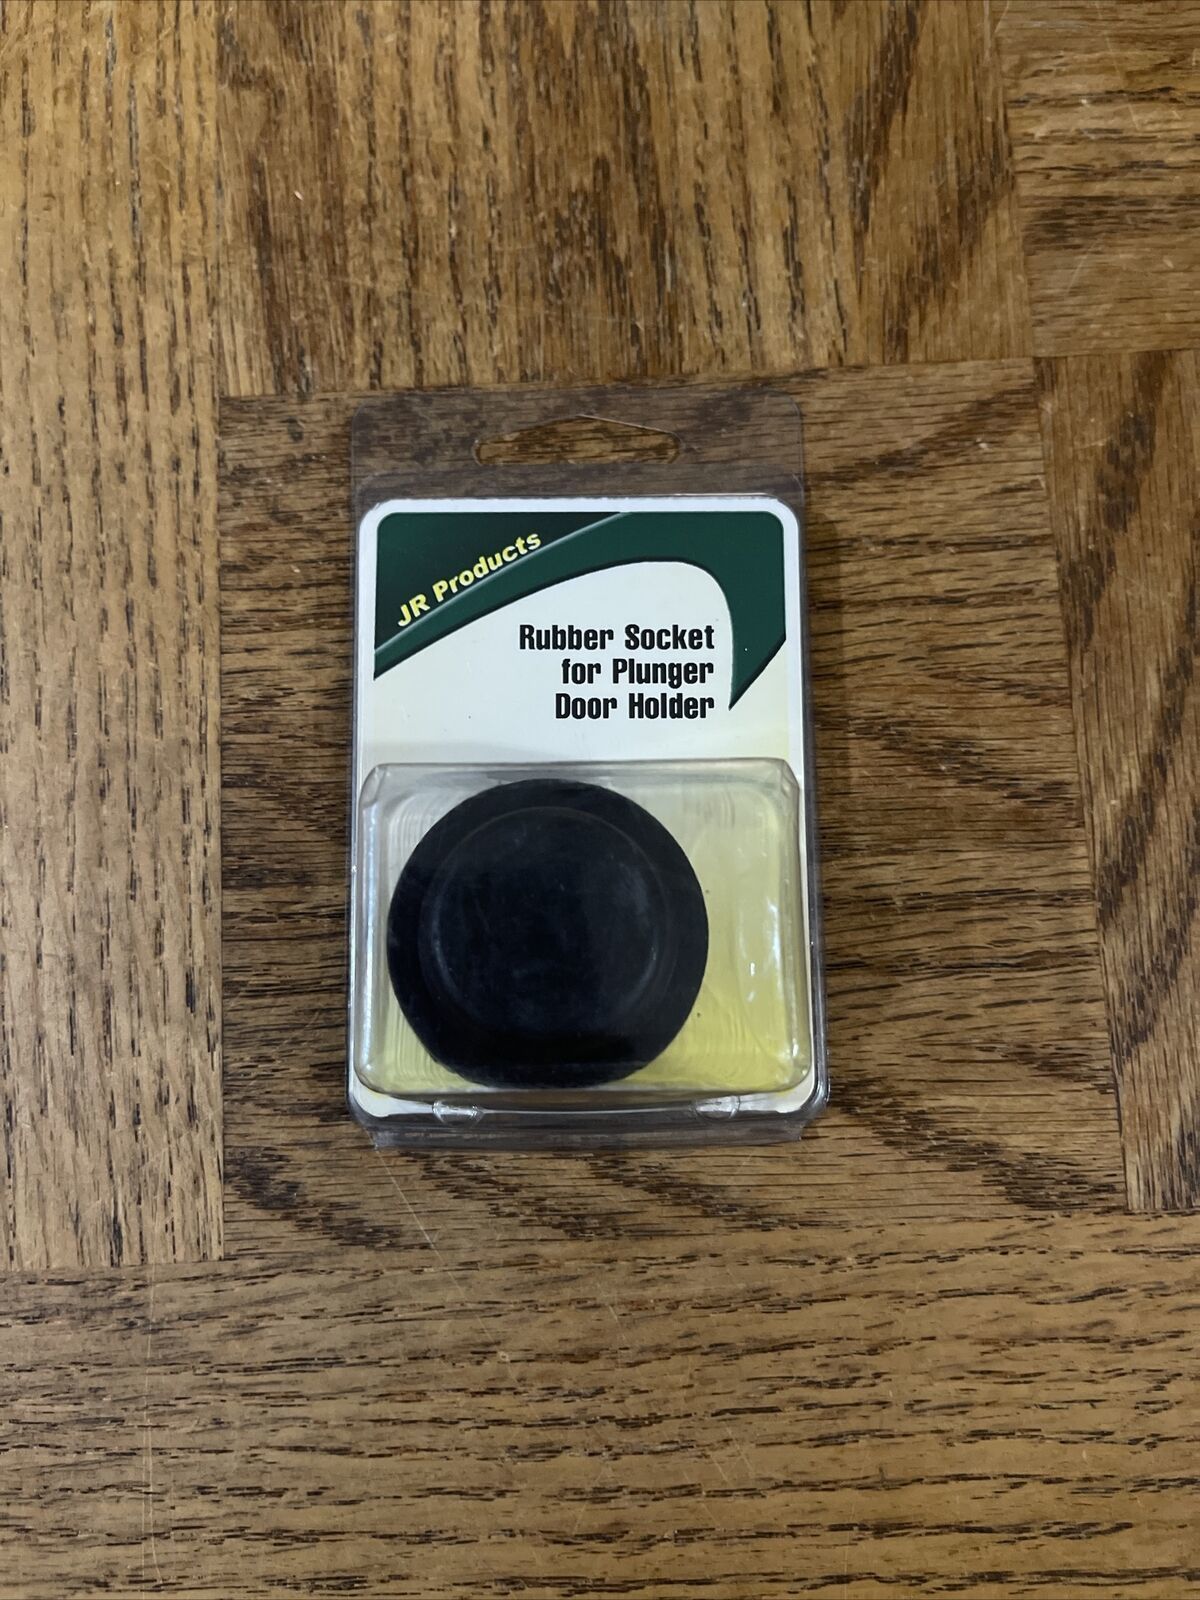 JR Products
Rubber Socket
for Plunger
Door Holder